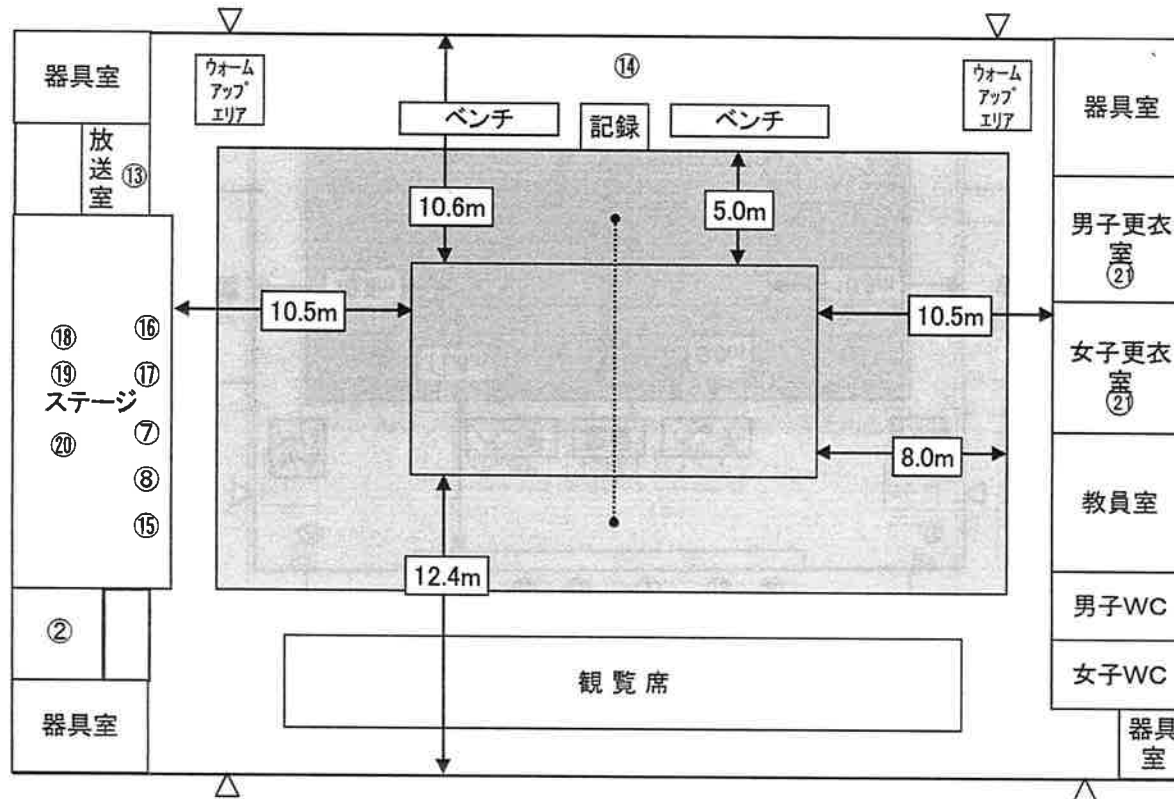 ▽
▽
器具室
ウォーム
アップ
エリア
⑭
ウォーム
アップ
エリア
器具室
ベンチ
記録
ベンチ
放
送
室
⑬
10.6m
5.0m
男子更衣
室
㉑
10.5m
10.5m
⑱
⑯
⑲
⑰
ステージ
⑦
⑳
⑧
⑮
女子更衣
室
㉑
8.0m
教員室
12.4m
②
男子WC
観覧席
女子WC
器具室
器具
室
△
△